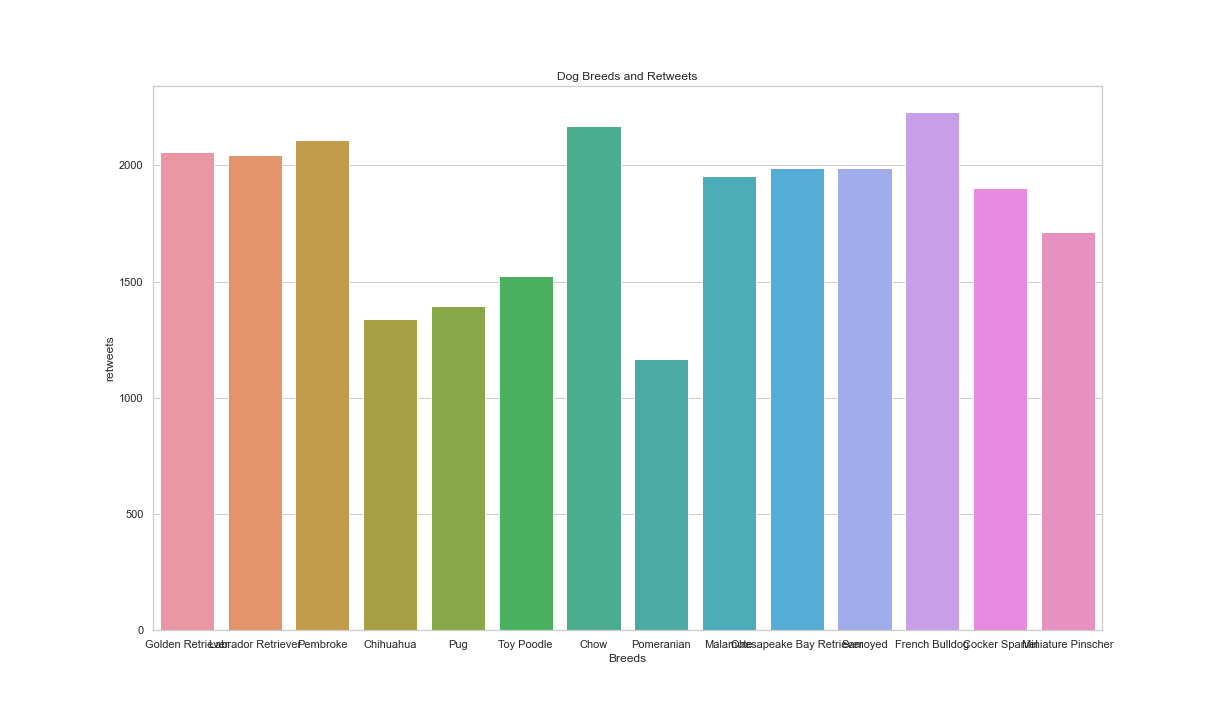 Dog Breeds and Retweets
2000
1500
1000
500
0
retweets
Golden Retriever Labrador Retriever Pembroke Chihuahua Pug Toy Poodle Chow Pomeranian Malamute Chesapeake Bay Retriever Samoyed French Bulldog Cocker Spaniel Miniature Pinscher
Breeds